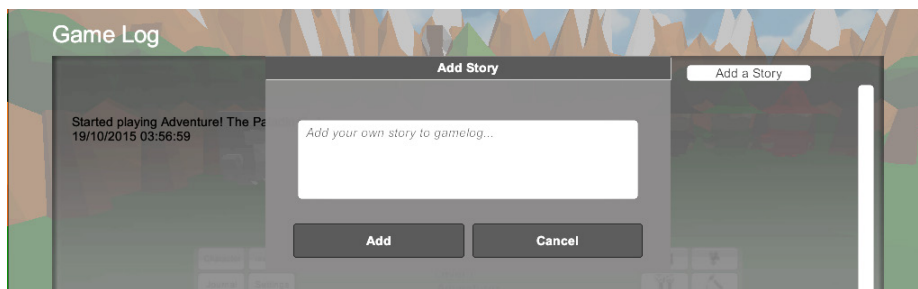 Game Log
Add Story
Add a Story
Started playing Adventure! The Pa
19/10/2015 03:56:59
Add your own story to gamelog...
Add
Cancel